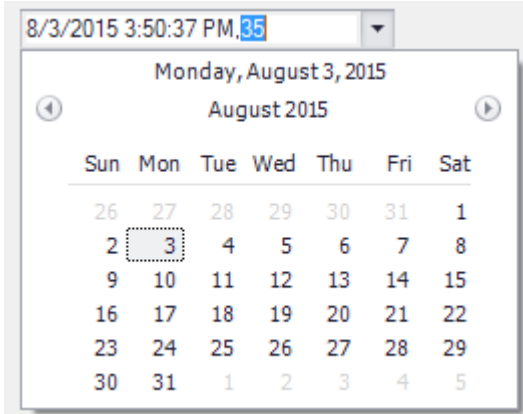 8/3/2015 3:50:37 PM,35
Monday, August 3, 2015
August 2015
Sun Mon Tue Wed Thu Fri Sat
26 27 28 29 30 31 1
2 3 4 5 6 7 8
9 10 11 12 13 14 15
16 17 18 19 20 21 22
23 24 25 26 27 28 29
30 31 1 2 3 4 5